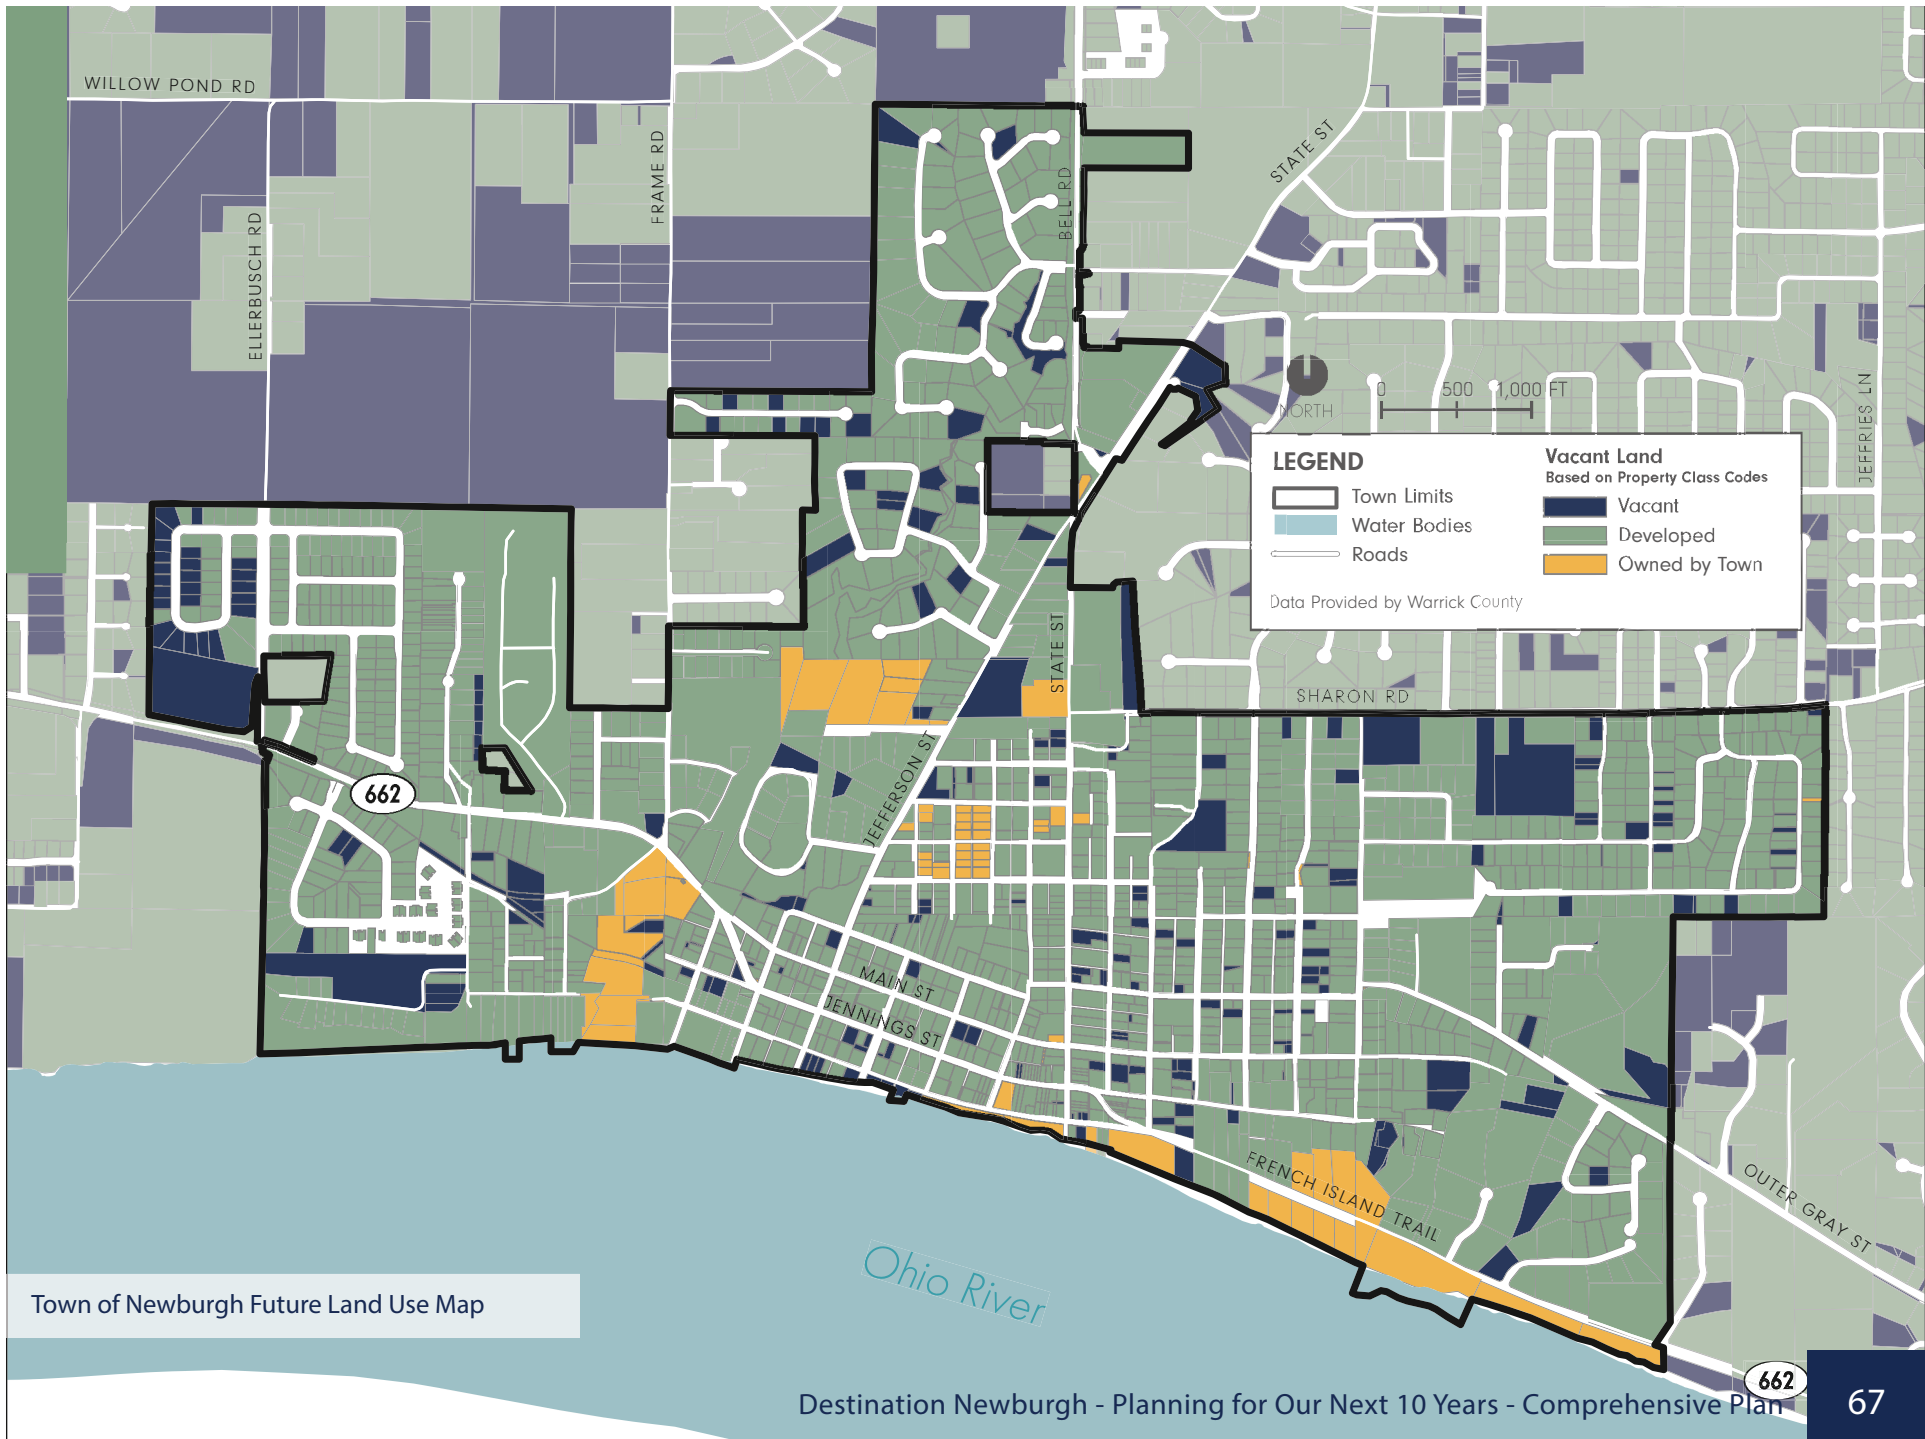 WILLOW POND RD
FRAME RD
ELLERBUSCH RD
BELL RD
STATE ST
NORTH
0 500 1,000 FT
JEFFRIES LN
LEGEND
Town Limits
Water Bodies
Roads
Vacant Land
Based on Property Class Codes
Vacant
Developed
Owned by Town
Data Provided by Warrick County
STATE ST
SHARON RD
662
JEFFERSON ST
MAIN ST
JENNINGS ST
FRENCH ISLAND TRAIL
OUTER GRAY ST
Ohio River
Town of Newburgh Future Land Use Map
662
Destination Newburgh - Planning for Our Next 10 Years - Comprehensive Plan
67